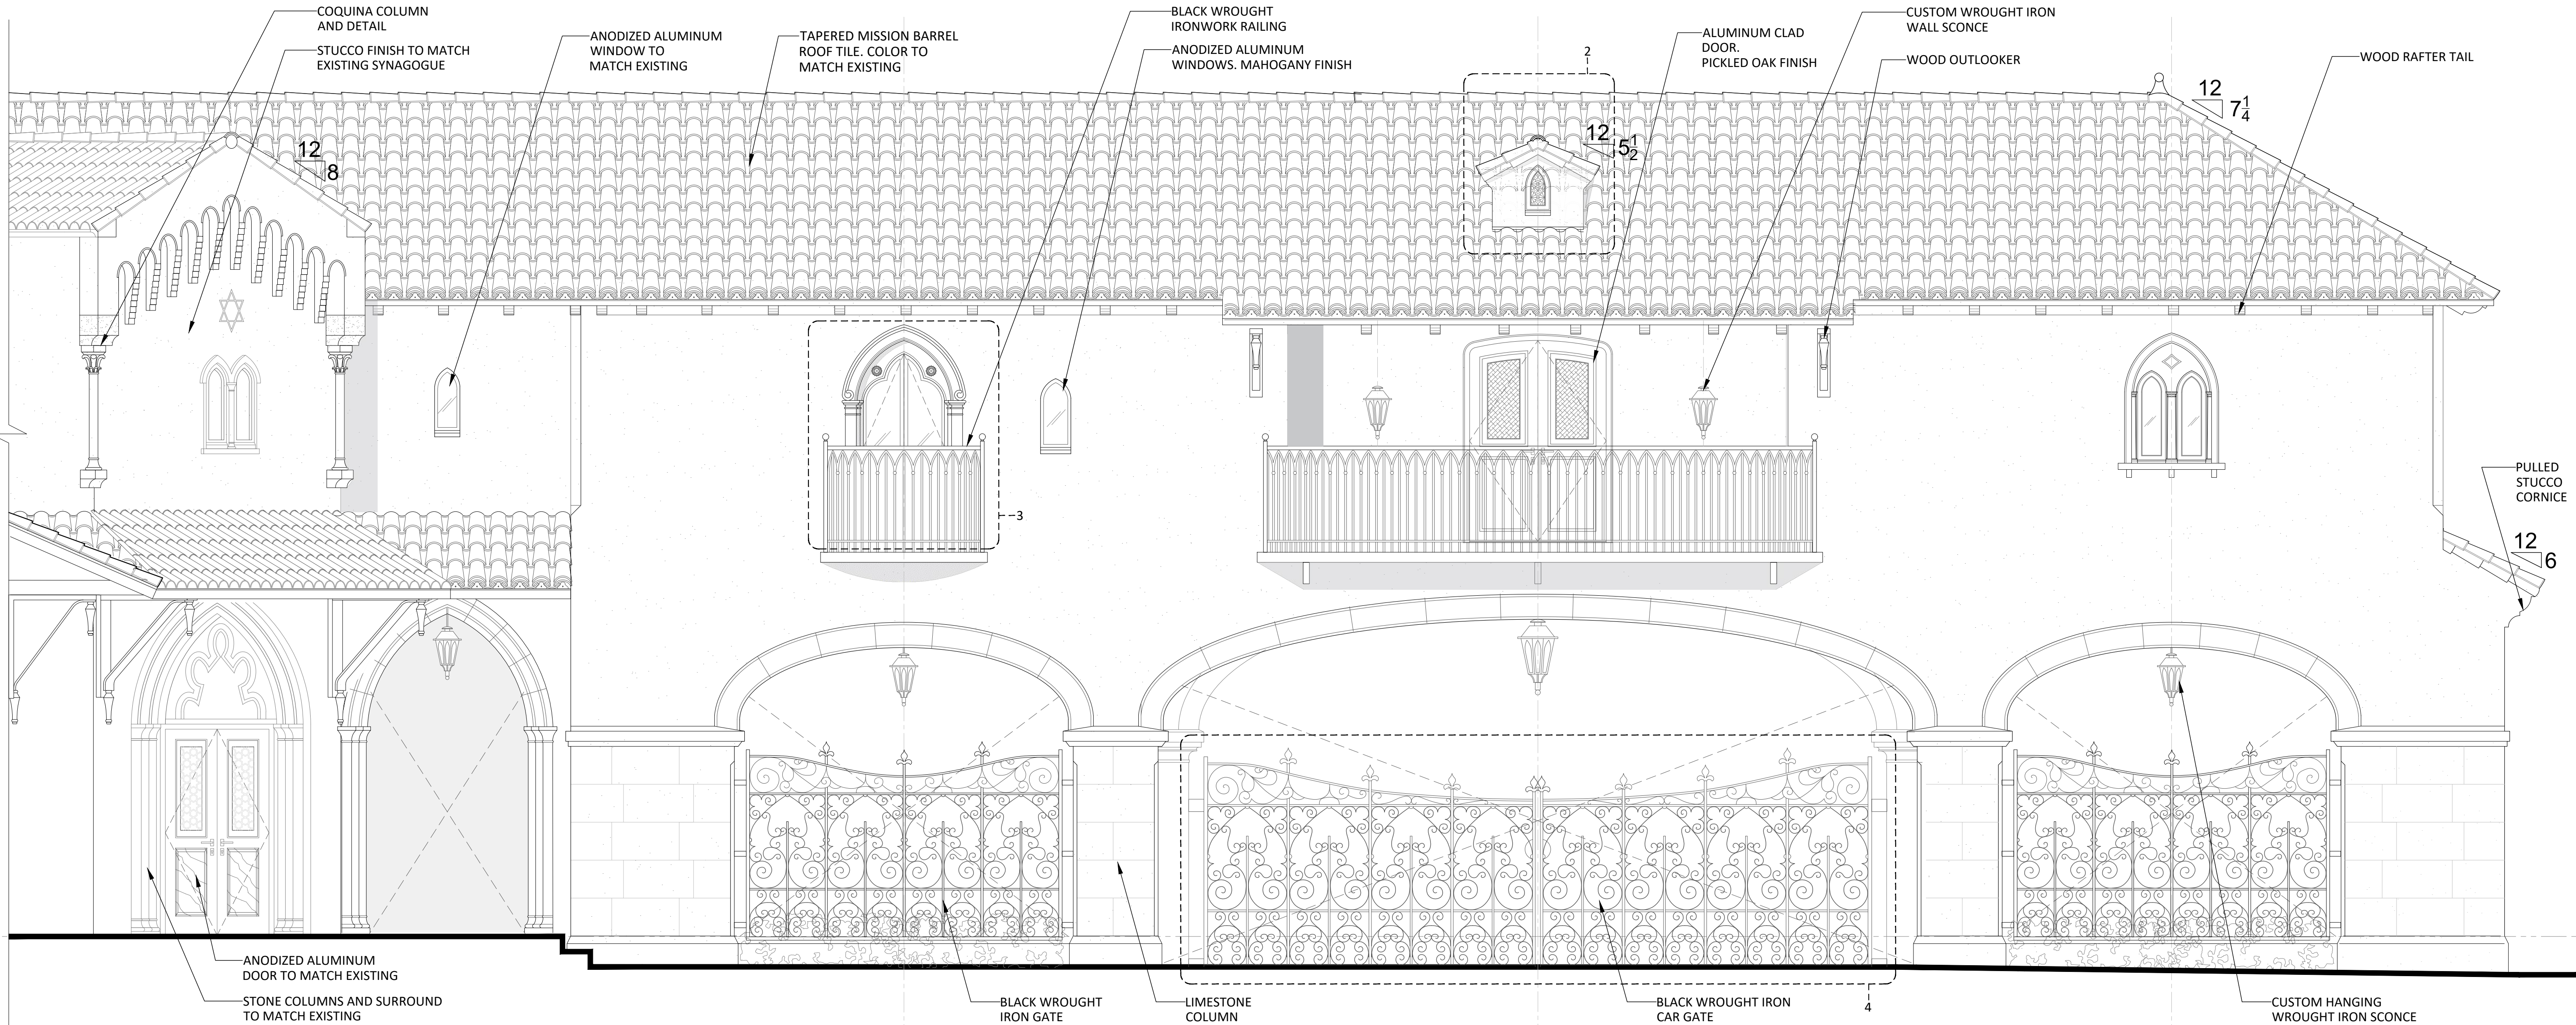 COQUINA COLUMN
AND DETAIL
STUCCO FINISH TO MATCH
EXISTING SYNAGOGUE
ANODIZED ALUMINUM
WINDOW TO
MATCH EXISTING
TAPERED MISSION BARREL
ROOF TILE. COLOR TO
MATCH EXISTING
BLACK WROUGHT
IRONWORK RAILING
ANODIZED ALUMINUM
WINDOWS. MAHOGANY FINISH
2
ALUMINUM CLAD
DOOR.
PICKLED OAK FINISH
CUSTOM WROUGHT IRON
WALL SCONCE
WOOD OUTLOOKER
WOOD RAFTER TAIL
12
7 1/4
12
5 1/2
12
8
3
PULLED
STUCCO
CORNICE
12
6
ANODIZED ALUMINUM
DOOR TO MATCH EXISTING
STONE COLUMNS AND SURROUND
TO MATCH EXISTING
BLACK WROUGHT
IRON GATE
LIMESTONE
COLUMN
BLACK WROUGHT IRON
CAR GATE
4
CUSTOM HANGING
WROUGHT IRON SCONCE